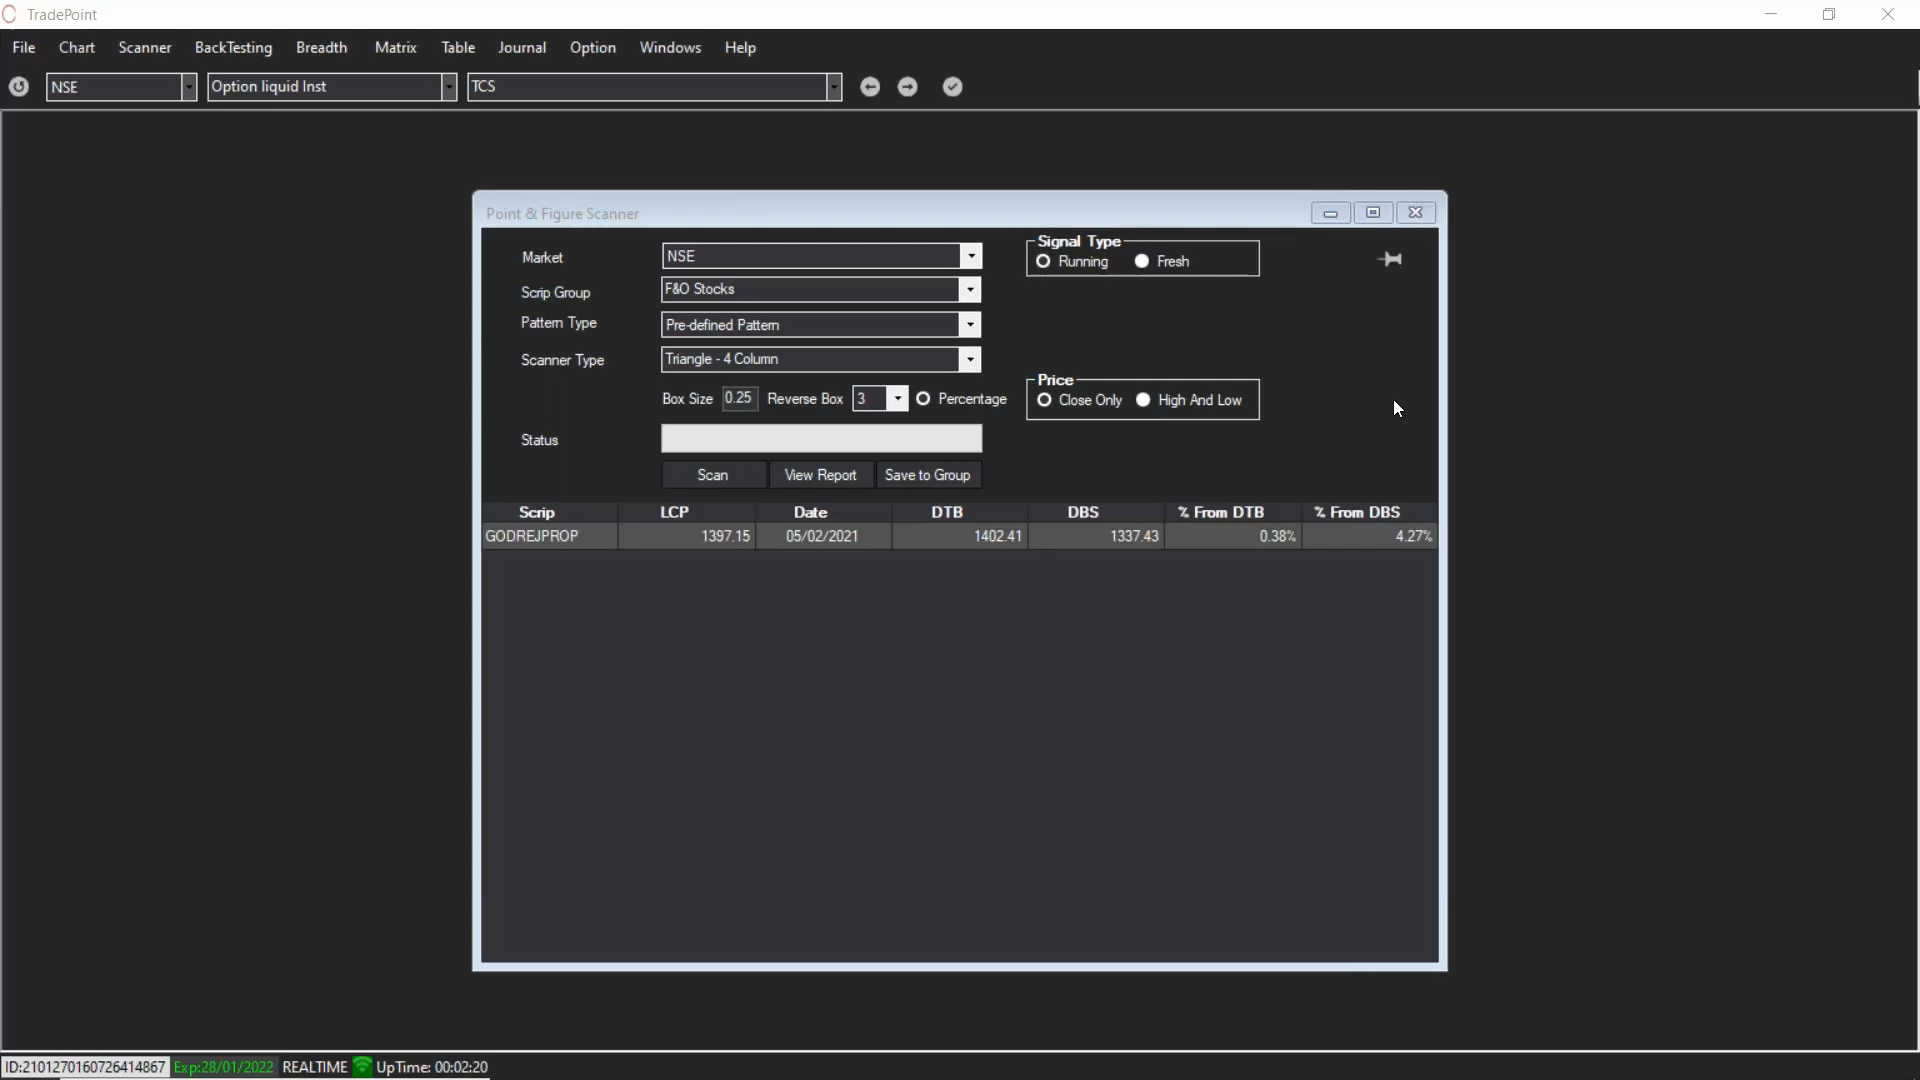 TradePoint
File Chart Scanner BackTesting Breadth Matrix Table Journal Option Windows Help
NSE Option liquid Inst TCS
Point & Figure Scanner
Market NSE Signal Type
Running Fresh
Scrip Group F&O Stocks
Pattern Type Pre-defined Pattern
Scanner Type Triangle - 4 Column
Price
Box Size 0.25 Reverse Box 3 Percentage Close Only High And Low
Status
Scan View Report Save to Group
Scrip LCP Date DTB DBS % From DTB % From DBS
GODREJPROP 1397.15 05/02/2021 1402.41 1337.43 0.38% 4.27%
ID:2101270160726414867 Exp:28/01/2022 REALTIME UpTime: 00:02:20